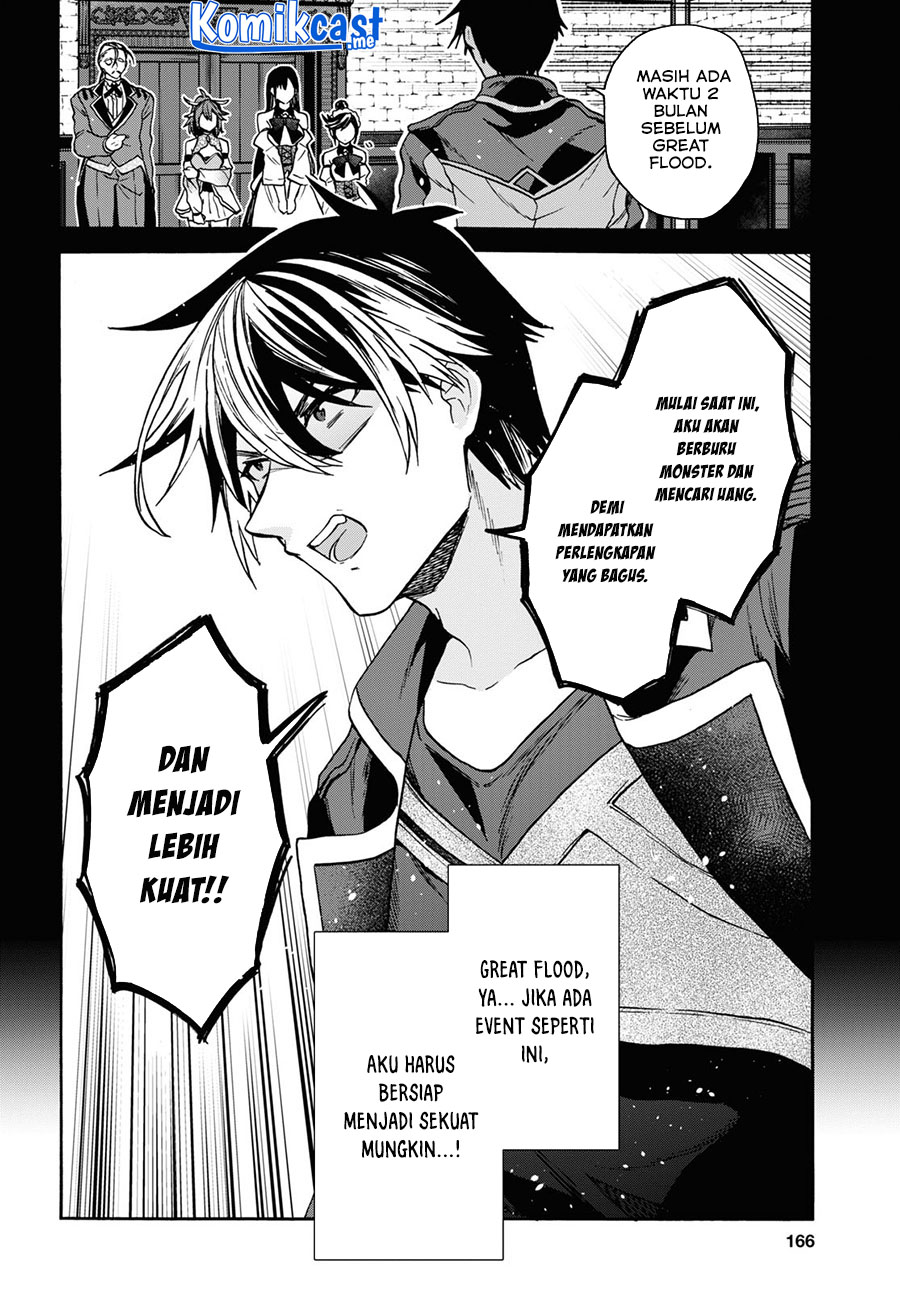 Komikcast
.me
MASIH ADA
WAKTU 2
BULAN
SEBELUM
GREAT
FLOOD.
MULAI SAAT INI,
AKU AKAN
BERBURU
MONSTER DAN
MENCARI UANG.
DEMI
MENDAPATKAN
PERLENGKAPAN
YANG BAGUS.
DAN
MENJADI
LEBIH
KUAT!!
GREAT FLOOD,
YA... JIKA ADA
EVENT SEPERTI
INI,
AKU HARUS
BERSIAP
MENJADI SEKUAT
MUNGKIN...!
166